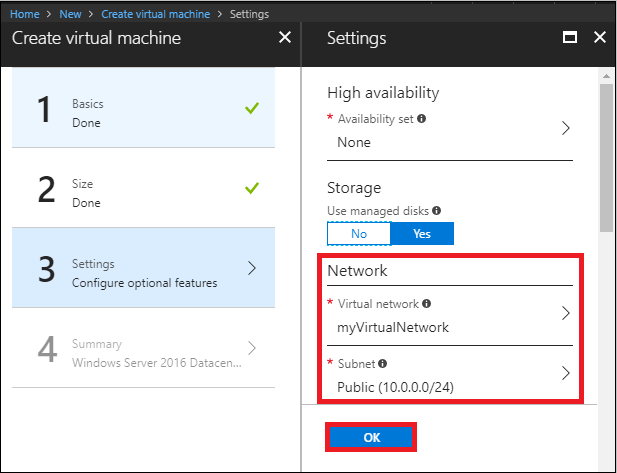 Home > New > Create virtual machine > Settings
Create virtual machine
1
Basics
Done
2
Size
Done
3
Settings
Configure optional features
4
Summary
Windows Server 2016 Datacen...
Settings
High availability
* Availability set
None
Storage
Use managed disks
No Yes
Network
* Virtual network
myVirtualNetwork
* Subnet
Public (10.0.0.0/24)
OK